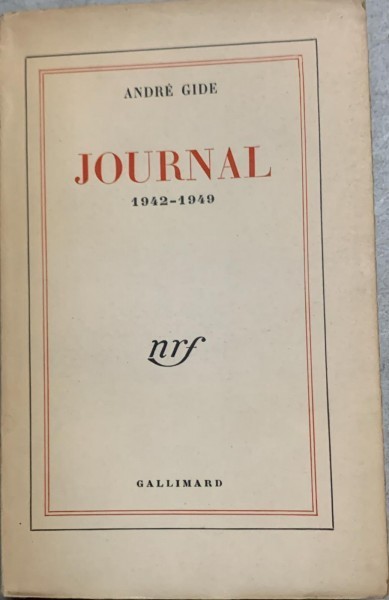 ANDRÉ GIDE
JOURNAL
1942-1949
nrf
GALLIMARD